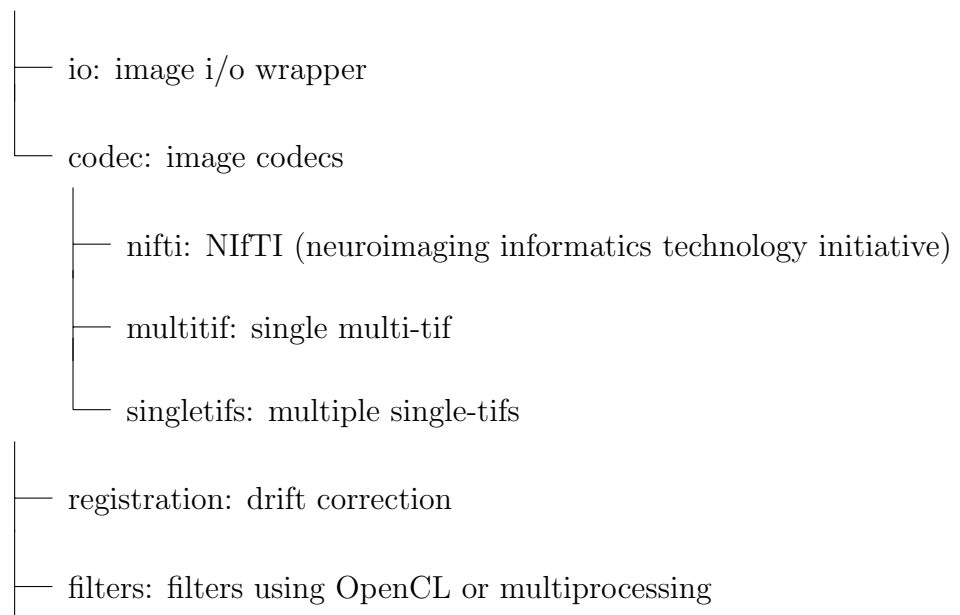 io: image i/o wrapper
codec: image codecs
nifti: NIfTI (neuroimaging informatics technology initiative)
multitif: single multi-tif
singletifs: multiple single-tifs
registration: drift correction
filters: filters using OpenCL or multiprocessing